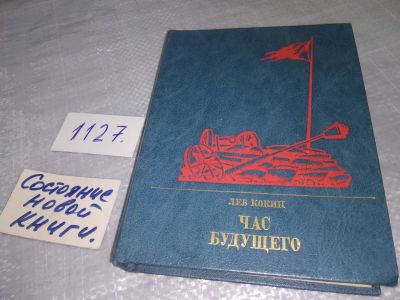 1127.
Состояние
новой
книги.
ЛЕВ КОКИН
ЧАС
БУДУЩЕГО